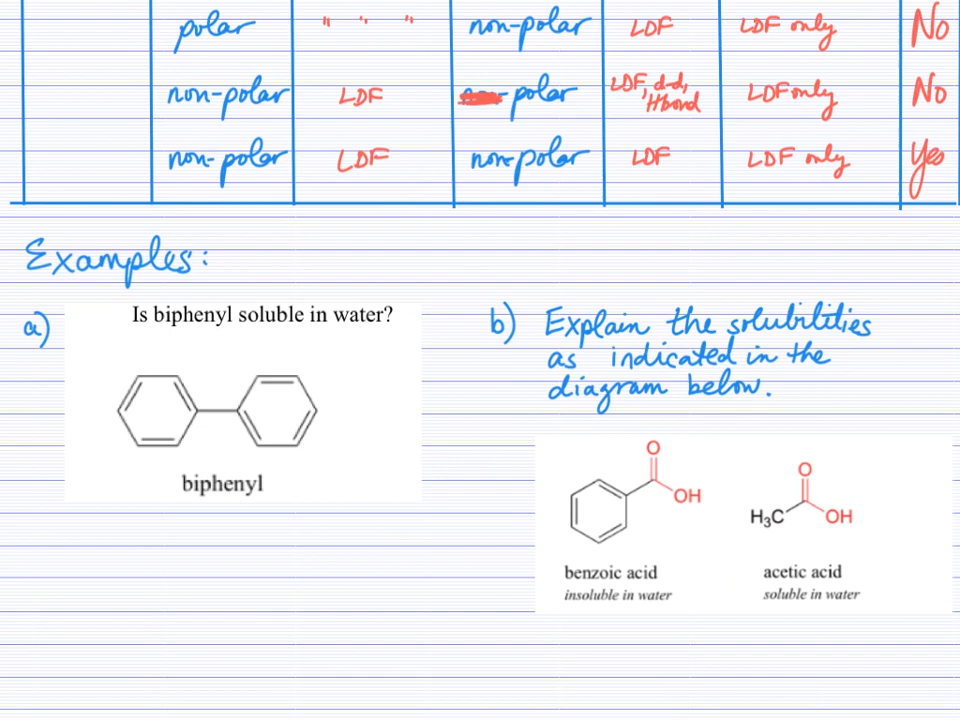 polar " " " non-polar LDF LDF only No
non-polar LDF -polar LDF, d-d, H bond LDF only No
non-polar LDF non-polar LDF LDF only Yes
Examples:
a) Is biphenyl soluble in water?
biphenyl
b) Explain the solubilities
as indicated in the
diagram below.
O
OH
benzoic acid
insoluble in water
O
H₃C OH
acetic acid
soluble in water